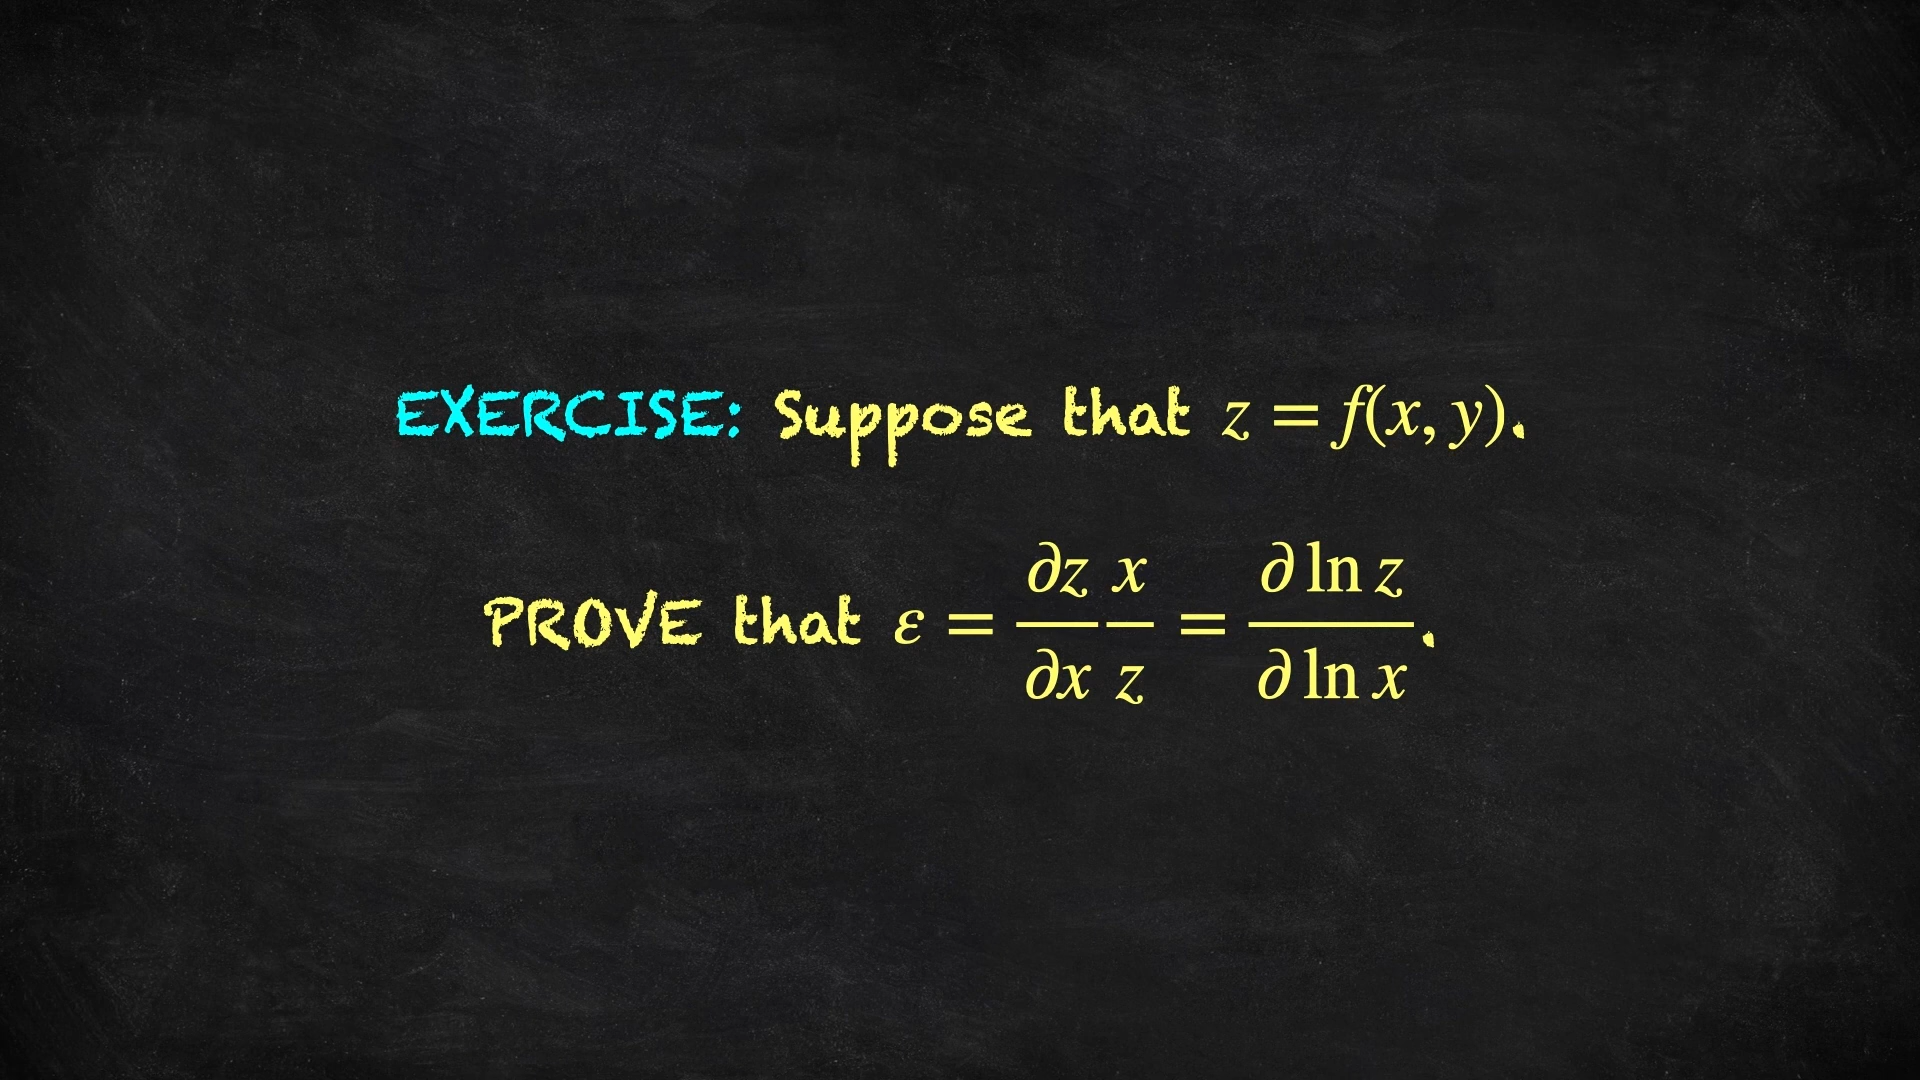 EXERCISE: Suppose that z = f(x, y).
PROVE that ε = ∂z/∂x x/z = ∂ ln z/∂ ln x.